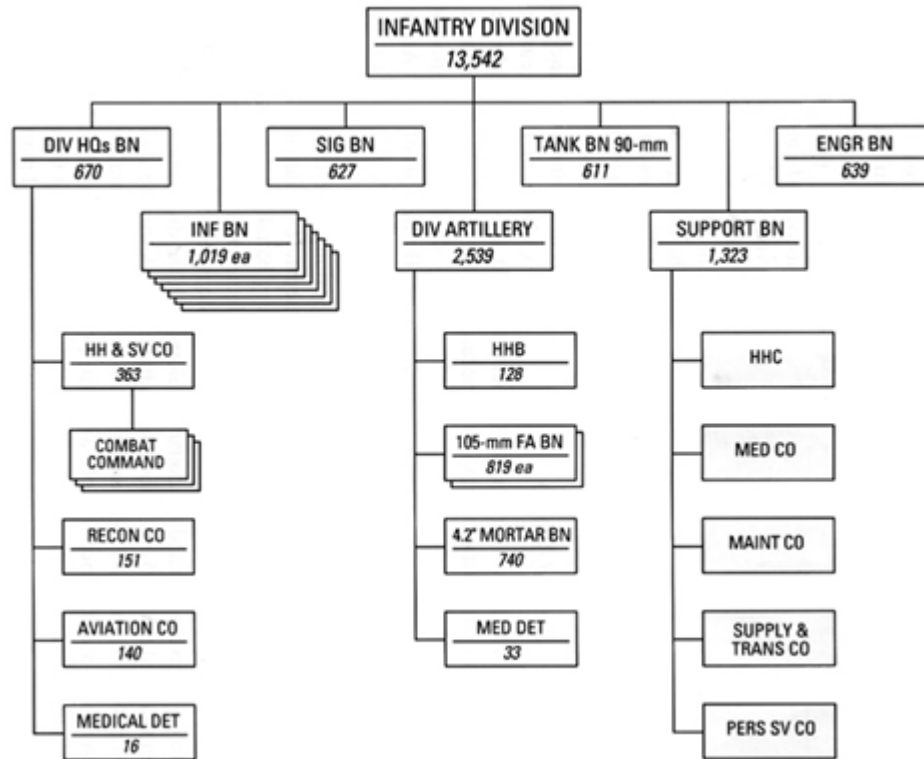 INFANTRY DIVISION
13,542
DIV HQs BN
670
SIG BN
627
TANK BN 90-mm
611
ENGR BN
639
INF BN
1,019 ea
DIV ARTILLERY
2,539
SUPPORT BN
1,323
HH & SV CO
363
HHB
128
HHC
COMBAT
COMMAND
105-mm FA BN
819 ea
MED CO
RECON CO
151
4.2" MORTAR BN
740
MAINT CO
AVIATION CO
140
MED DET
33
SUPPLY &
TRANS CO
MEDICAL DET
16
PERS SV CO